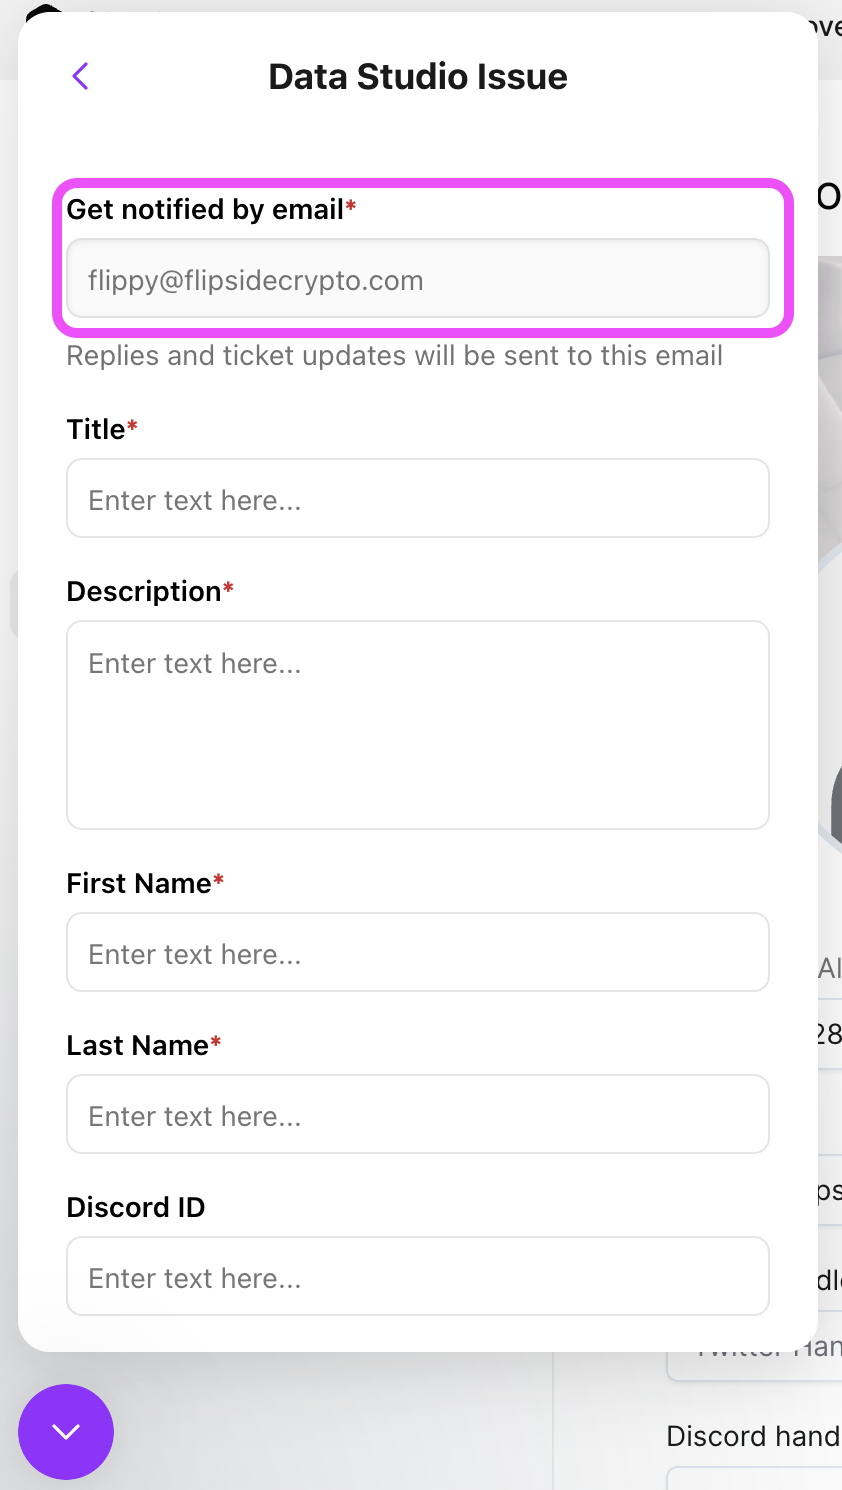 Data Studio Issue
Get notified by email*
flippy@flipsidecrypto.com
Replies and ticket updates will be sent to this email
Title*
Enter text here...
Description*
Enter text here...
First Name*
Enter text here...
Last Name*
Enter text here...
Discord ID
Enter text here...
Discord hand